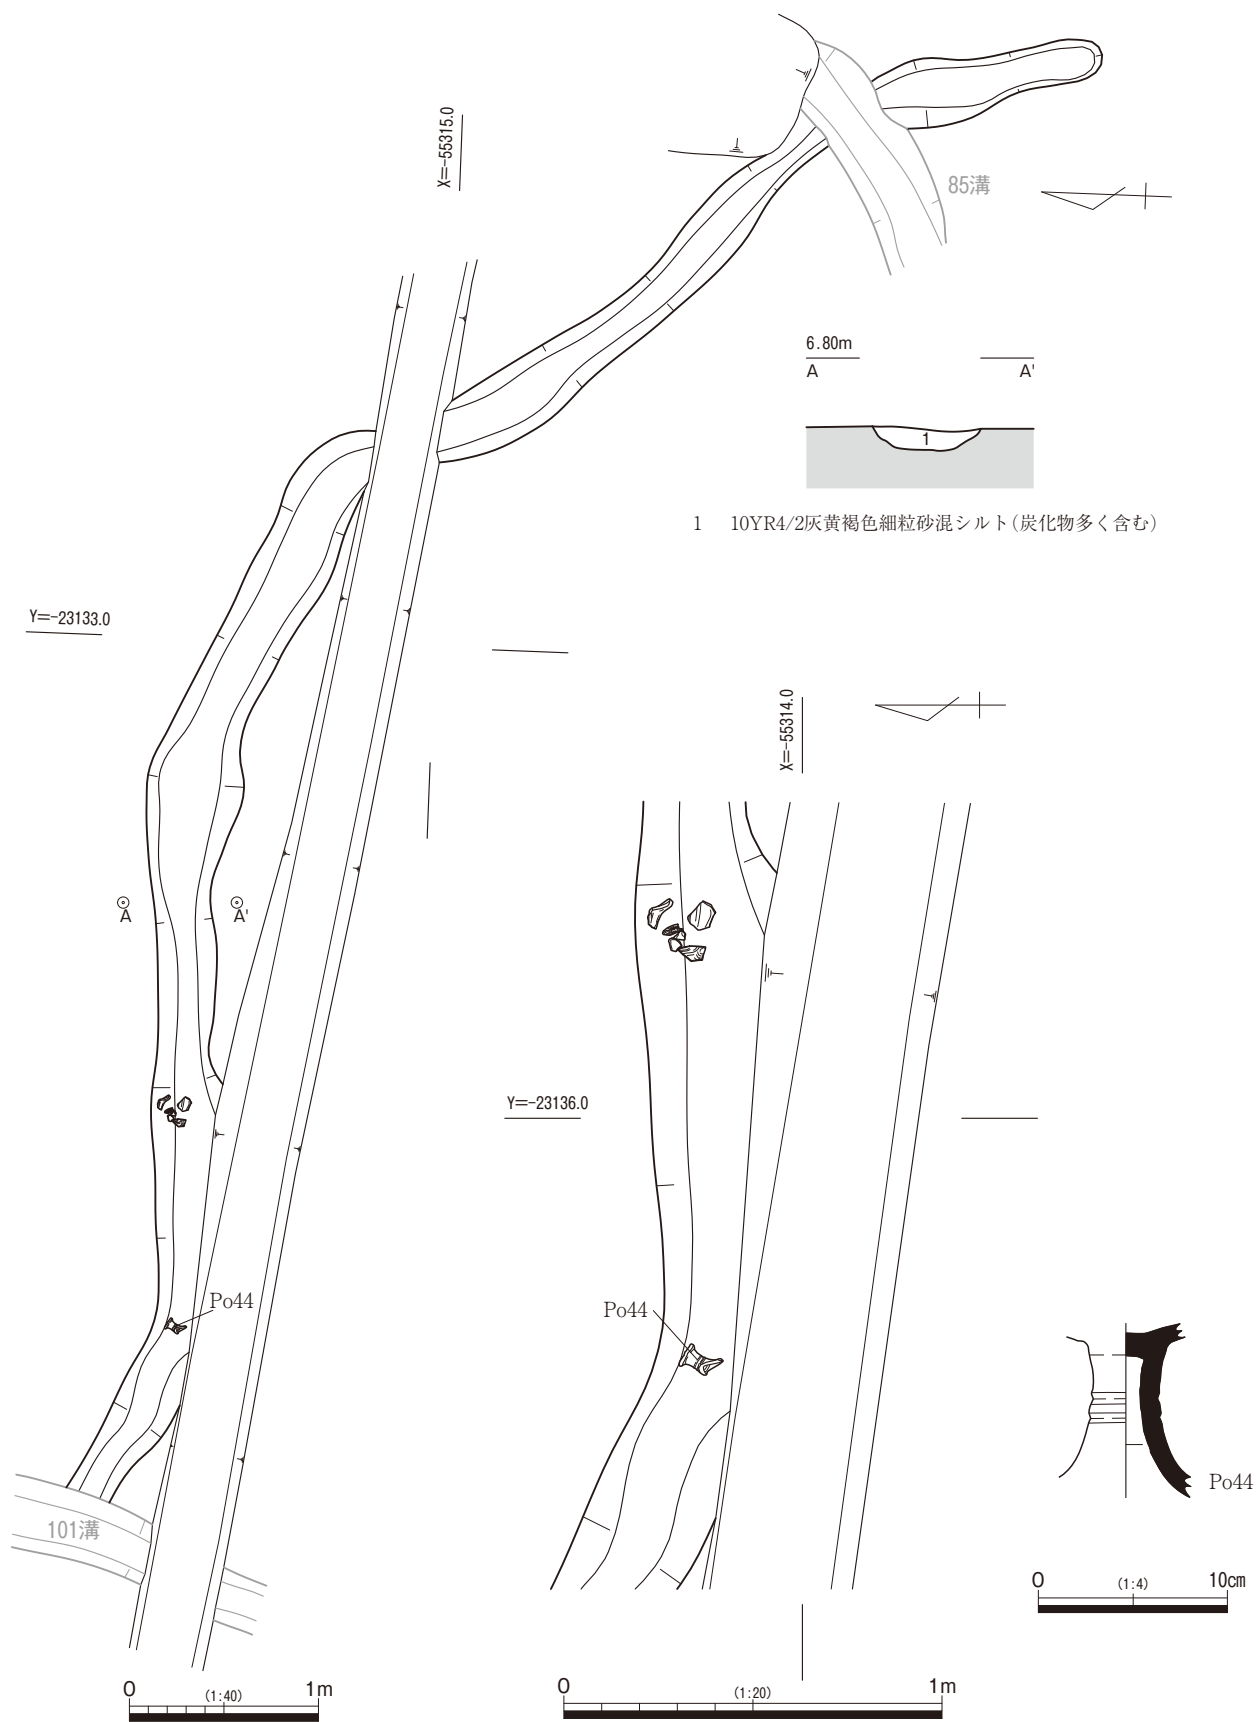 X=-55315.0
85溝
6.80m
A A'
1
1 10YR4/2灰黄褐色細粒砂混シルト(炭化物多く含む)
Y=-23133.0
X=-55314.0
A A'
Y=-23136.0
Po44
Po44
Po44
101溝
0 (1:4) 10cm
0 (1:40) 1m
0 (1:20) 1m